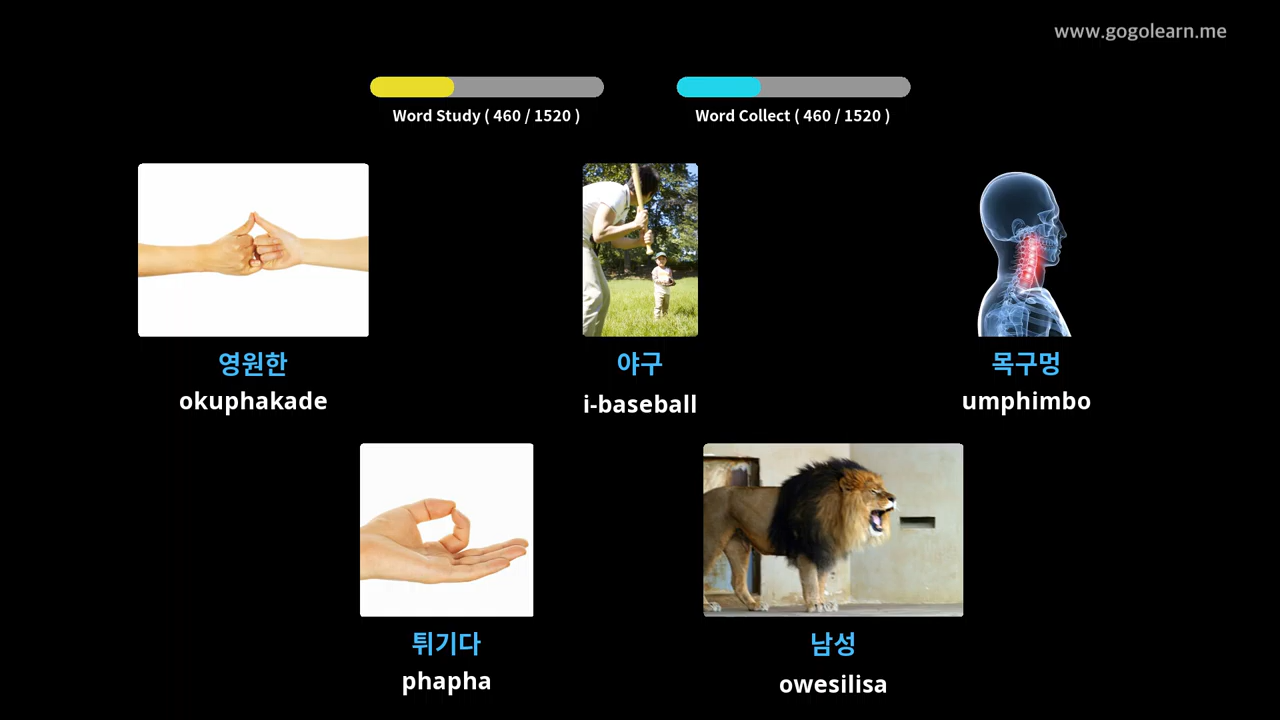 www.gogolearn.me
Word Study ( 460 / 1520 )
Word Collect ( 460 / 1520 )
영원한
okuphakade
야구
i-baseball
목구멍
umphimbo
튀기다
phapha
남성
owesilisa